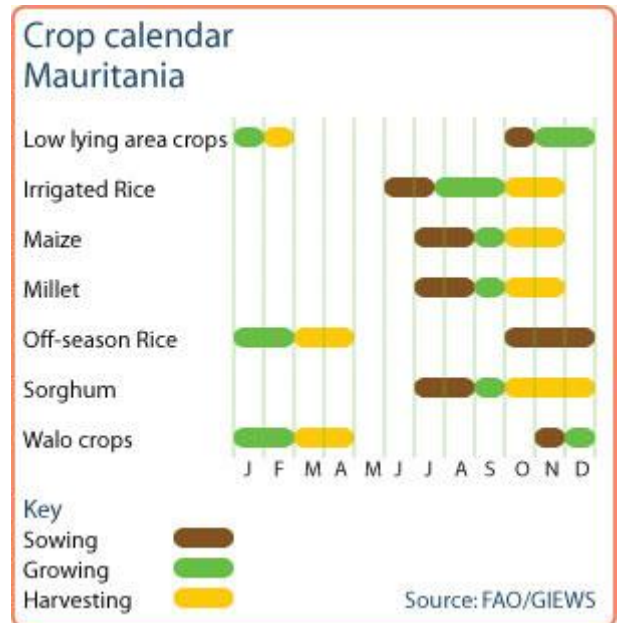 Crop calendar
Mauritania
Low lying area crops
Irrigated Rice
Maize
Millet
Off-season Rice
Sorghum
Walo crops
J F M A M J J A S O N D
Key
Sowing
Growing
Harvesting
Source: FAO/GIEWS